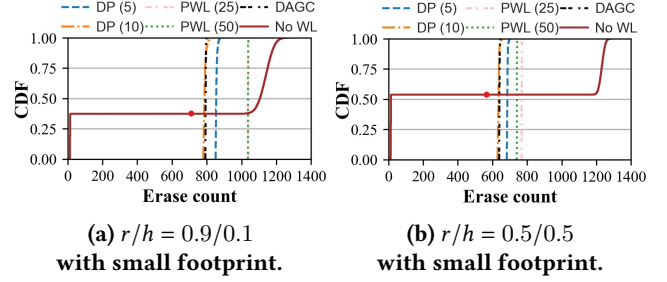 DP (5) PWL (25) DAGC
DP (10) PWL (50) No WL
1.00
0.75
0.50
0.25
0.00
CDF
0 200 400 600 800 1000 1200 1400
Erase count
(a) r/h = 0.9/0.1
with small footprint.
DP (5) PWL (25) DAGC
DP (10) PWL (50) No WL
1.00
0.75
0.50
0.25
0.00
CDF
0 200 400 600 800 1000 1200 1400
Erase count
(b) r/h = 0.5/0.5
with small footprint.